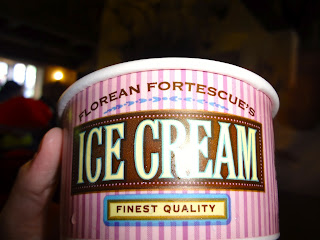 FLOREAN FORTESCUE'S
ICE CREAM
FINEST QUALITY